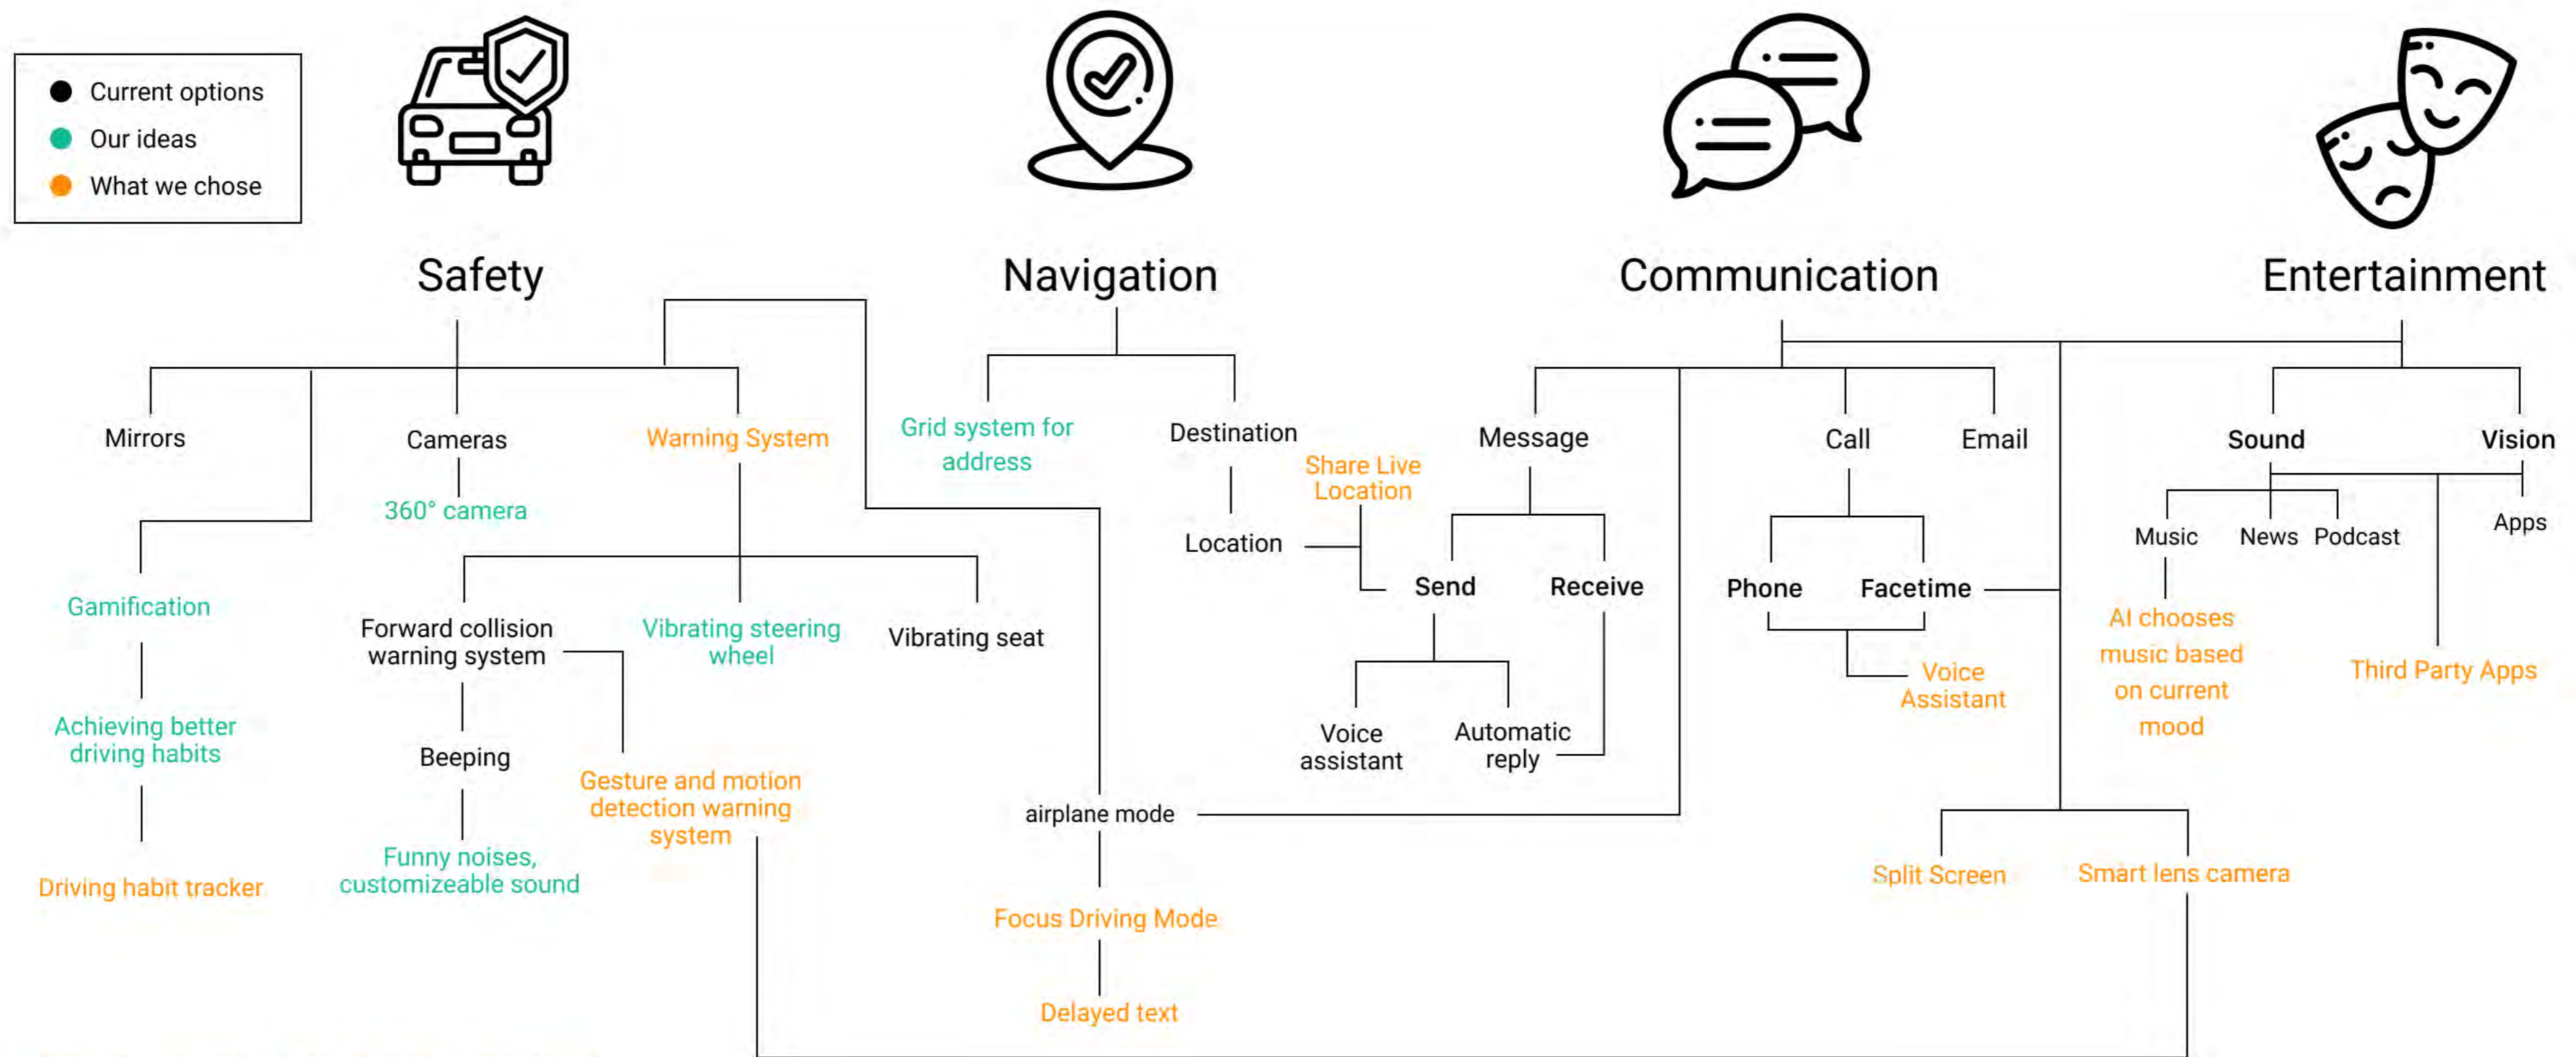 Current options
Our ideas
What we chose
Safety
Navigation
Communication
Entertainment
Mirrors
Cameras
Warning System
360° camera
Gamification
Achieving better
driving habits
Driving habit tracker
Forward collision
warning system
Vibrating steering
wheel
Vibrating seat
Beeping
Funny noises,
customizeable sound
Gesture and motion
detection warning
system
Grid system for
address
Destination
Location
Share Live
Location
airplane mode
Focus Driving Mode
Delayed text
Message
Call
Email
Send
Receive
Voice
assistant
Automatic
reply
Phone
Facetime
Voice
Assistant
Split Screen
Smart lens camera
Sound
Vision
Music
News
Podcast
Apps
AI chooses
music based
on current
mood
Third Party Apps